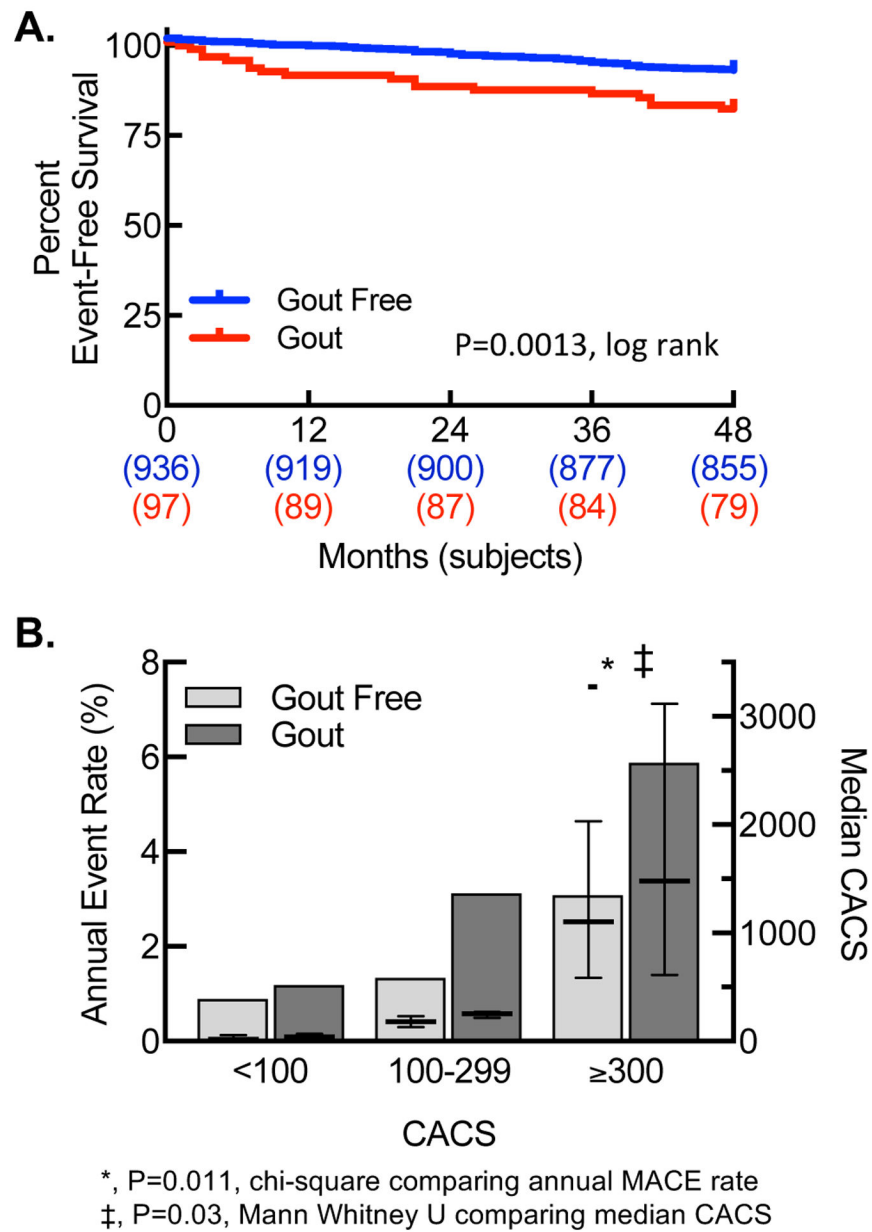 A.
Percent
Event-Free Survival
100
75
50
25
0
Gout Free
Gout
P=0.0013, log rank
0 12 24 36 48
(936) (919) (900) (877) (855)
(97) (89) (87) (84) (79)
Months (subjects)
B.
Annual Event Rate (%)
8
6
4
2
0
Gout Free
Gout
* ‡
3000
2000
1000
0
Median CACS
<100 100-299 ≥300
CACS
*, P=0.011, chi-square comparing annual MACE rate
‡, P=0.03, Mann Whitney U comparing median CACS